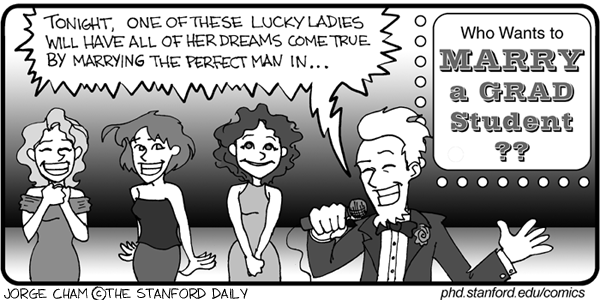 TONIGHT, ONE OF THESE LUCKY LADIES
WILL HAVE ALL OF HER DREAMS COME TRUE
BY MARRYING THE PERFECT MAN IN...
Who Wants to
MARRY
a GRAD
Student
??
JORGE CHAM ©THE STANFORD DAILY
phd.stanford.edu/comics